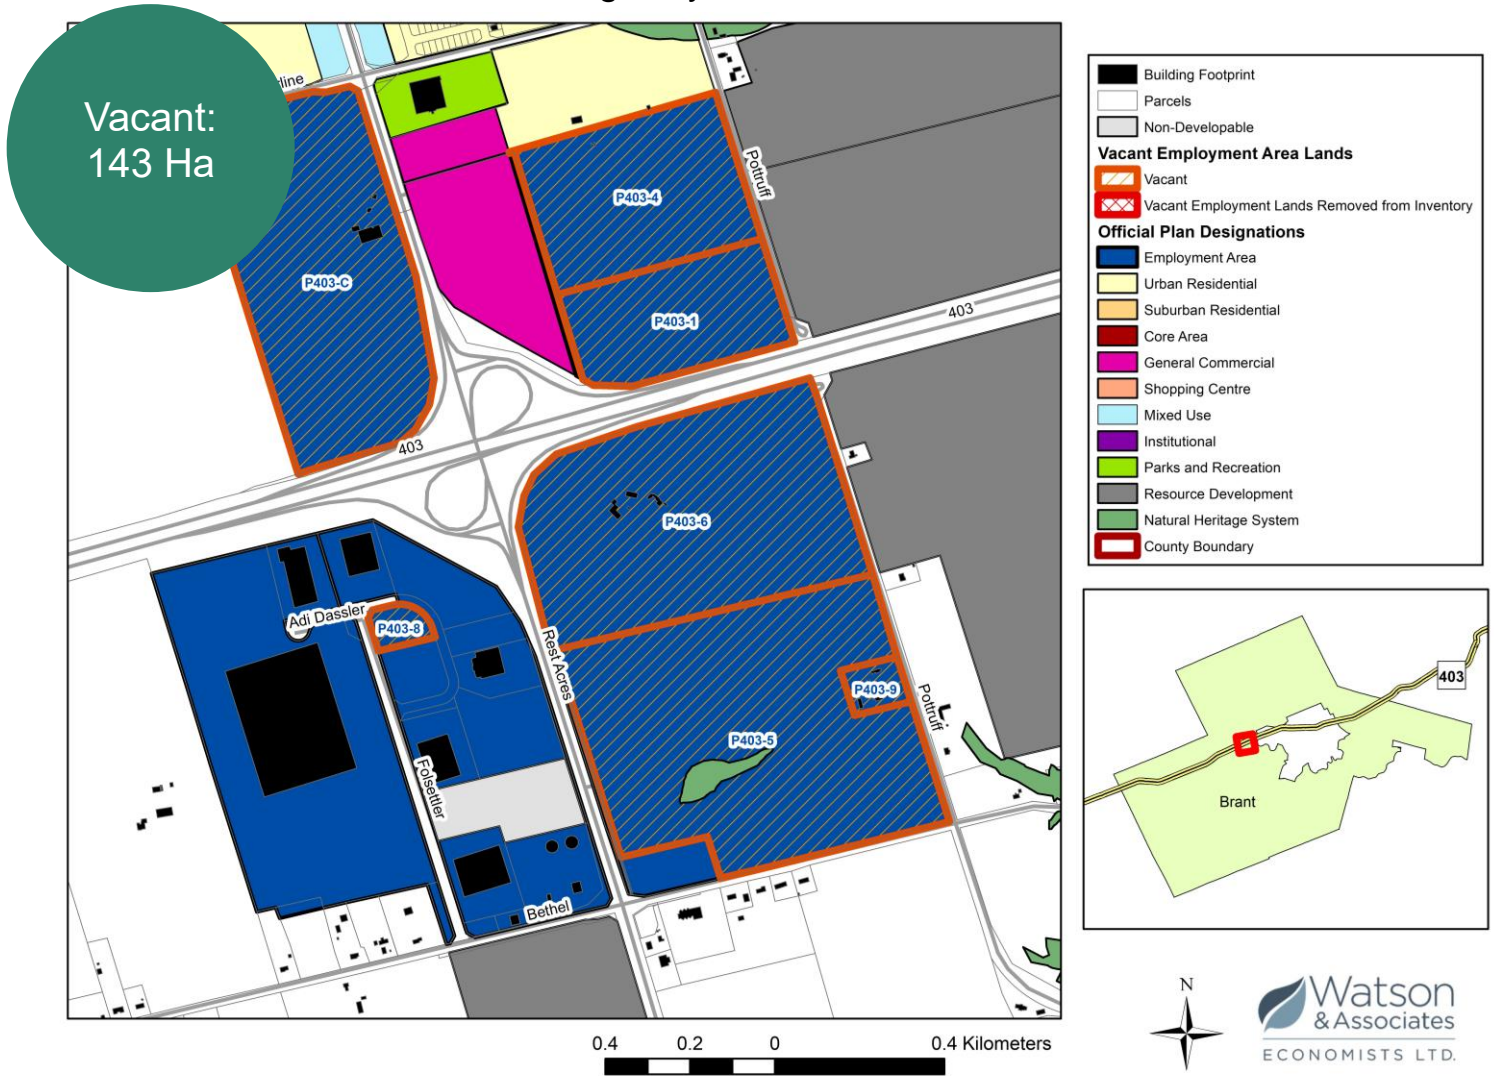 Vacant:
143 Ha
rline
Pottruff
P403-4
P403-C
P403-1
403
403
P403-6
Adi Dassler
P403-8
Rest Acres
P403-9
Pottruff
P403-5
Folsettler
Bethel
0.4 0.2 0 0.4 Kilometers
Building Footprint
Parcels
Non-Developable
Vacant Employment Area Lands
Vacant
Vacant Employment Lands Removed from Inventory
Official Plan Designations
Employment Area
Urban Residential
Suburban Residential
Core Area
General Commercial
Shopping Centre
Mixed Use
Institutional
Parks and Recreation
Resource Development
Natural Heritage System
County Boundary
403
Brant
N
Watson
& Associates
ECONOMISTS LTD.